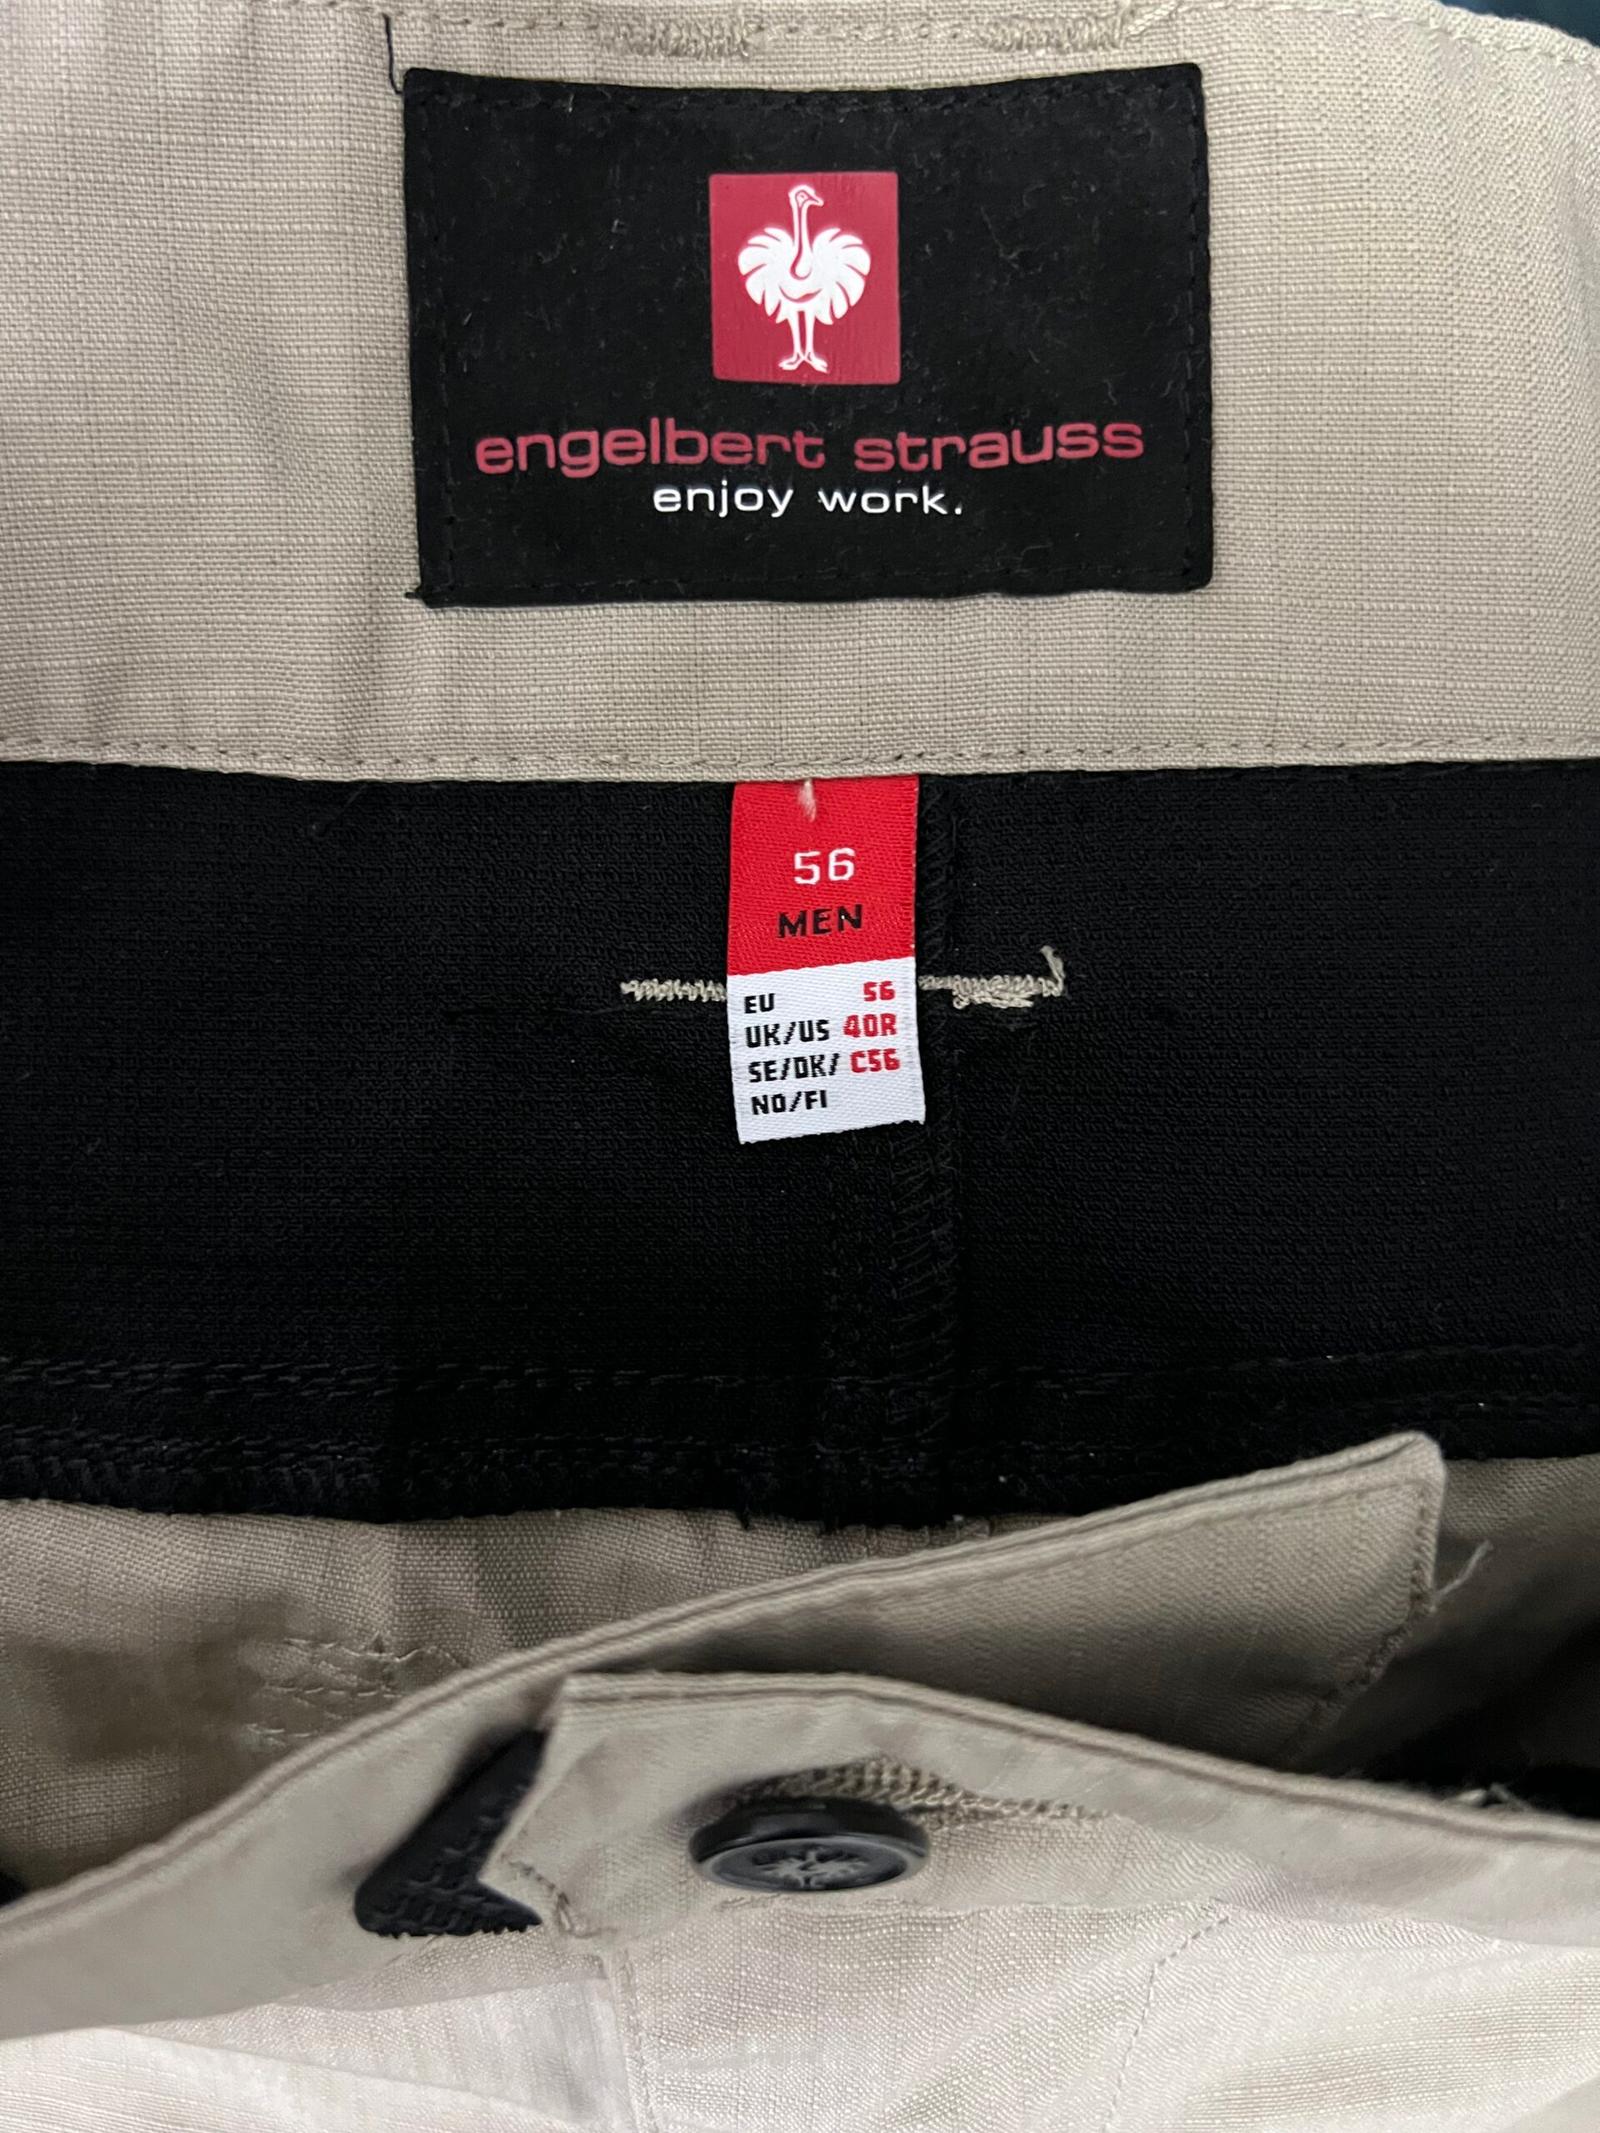 engelbert strauss
enjoy work.
56
MEN
EU 56
UK/US 40R
SE/DK/ C56
NO/FI